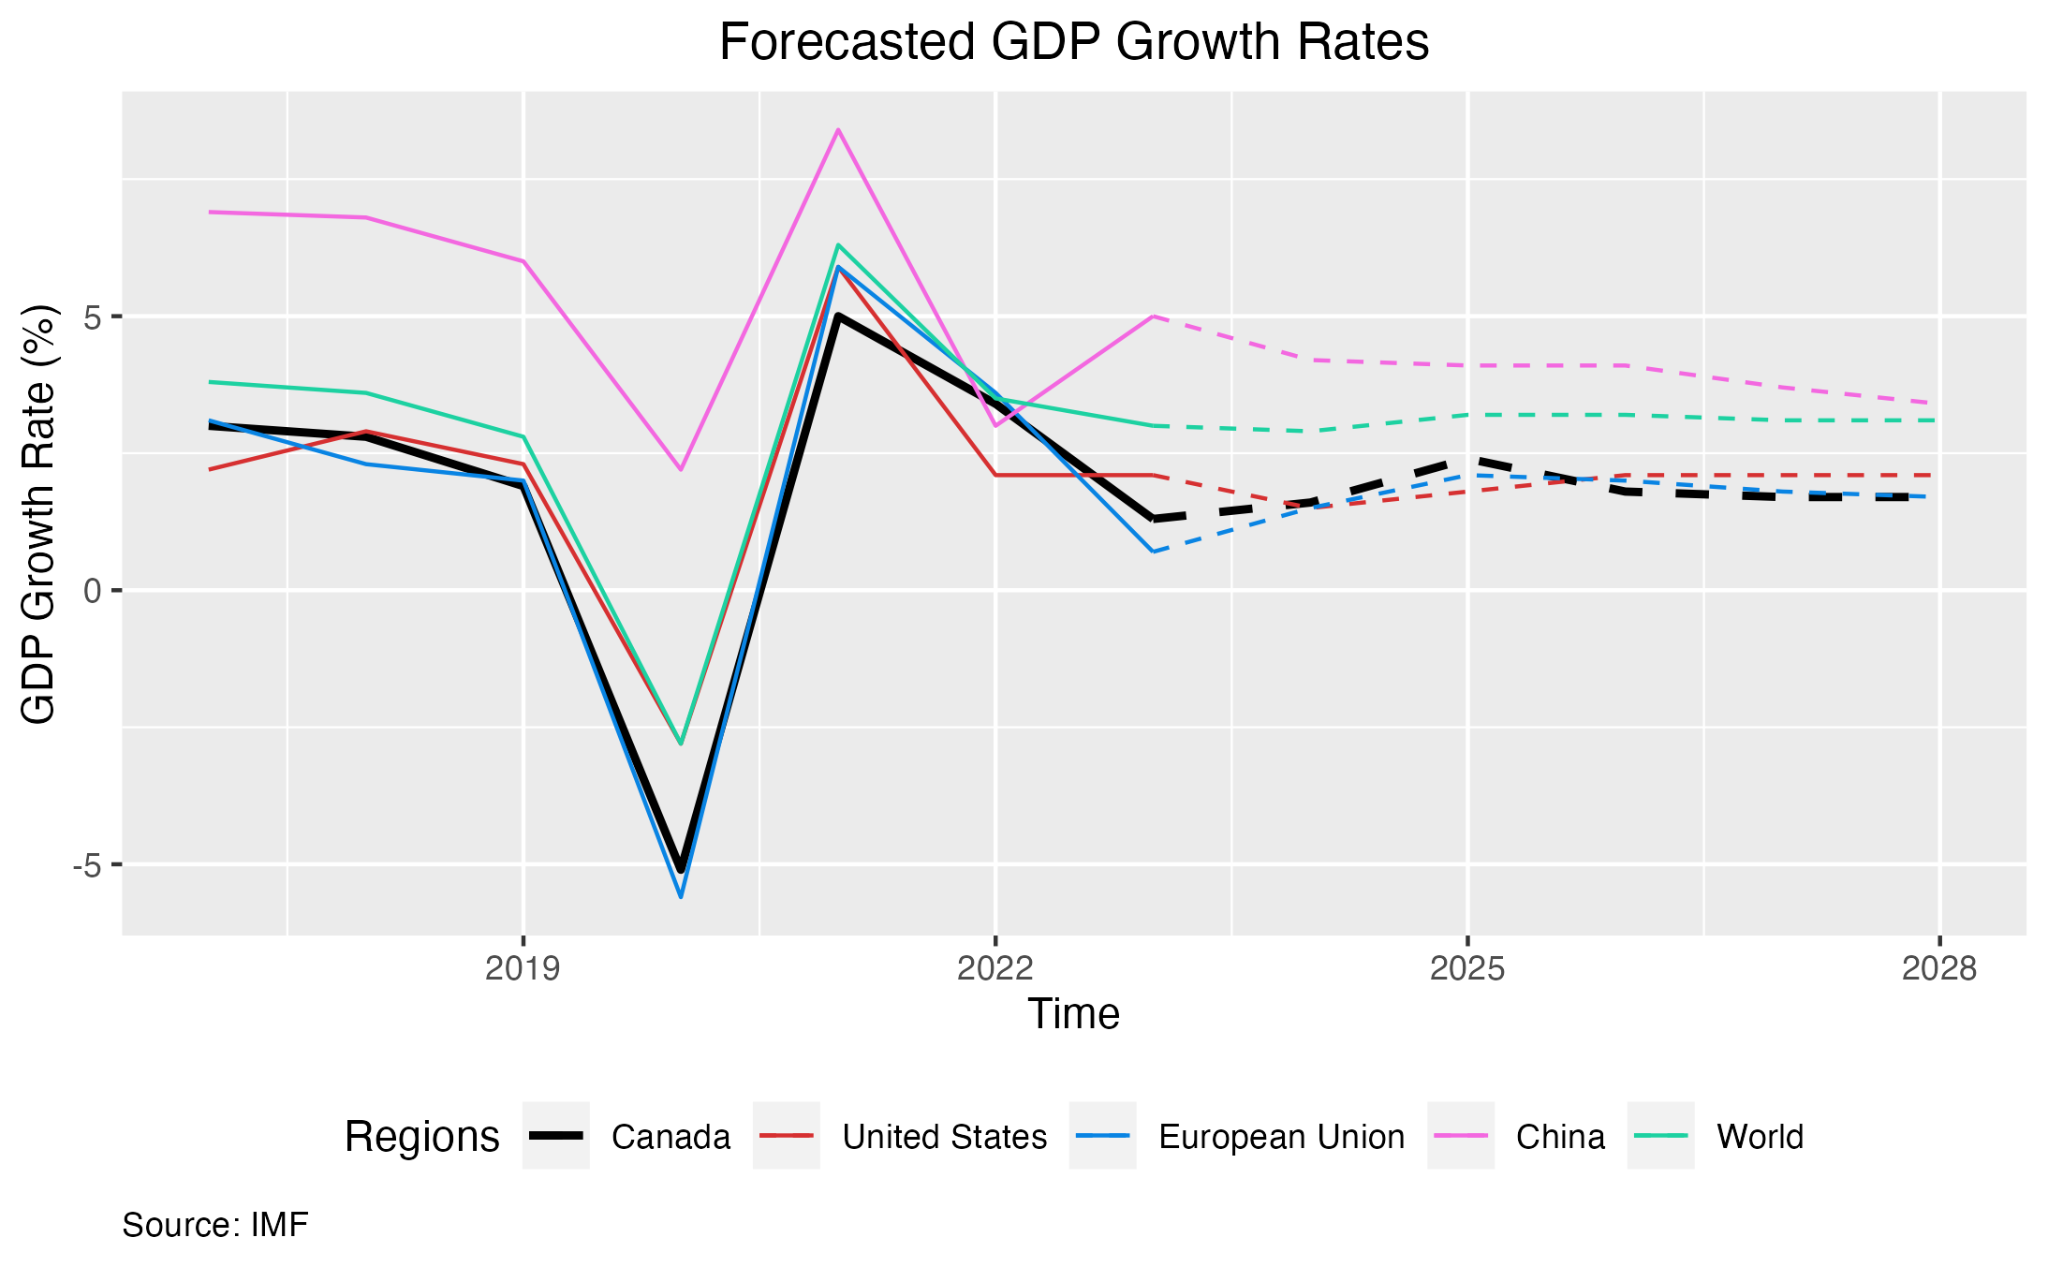 Forecasted GDP Growth Rates
GDP Growth Rate (%)
5
0
-5
2019 2022 2025 2028
Time
Regions Canada United States European Union China World
Source: IMF